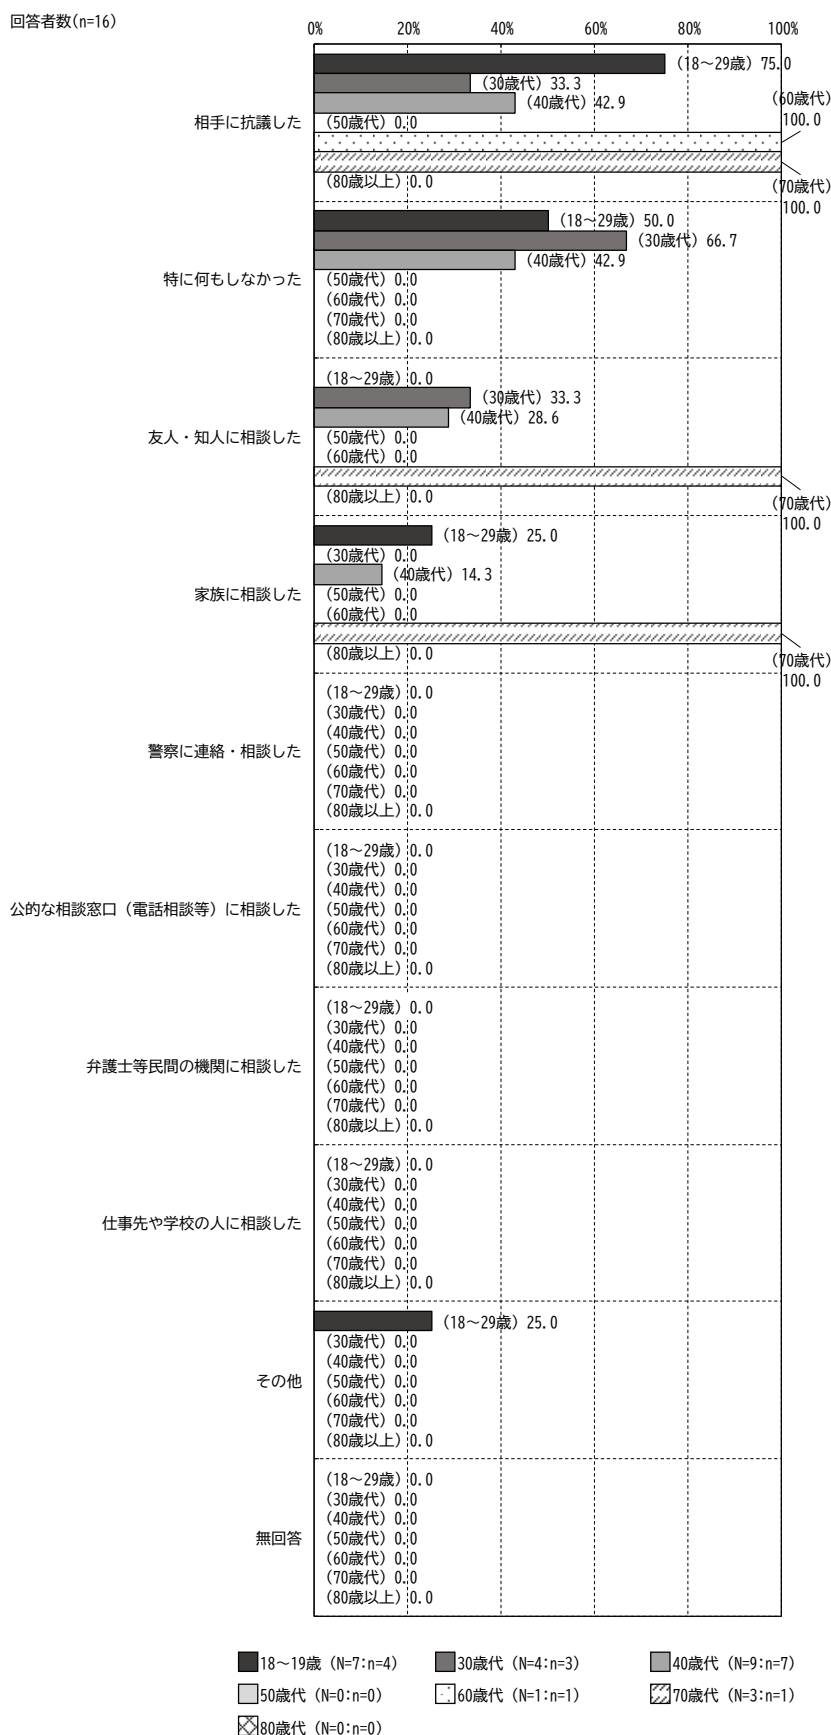 回答者数(n=16)
0% 20% 40% 60% 80% 100%
相手に抗議した
(18～29歳) 75.0
(30歳代) 33.3
(40歳代) 42.9
(50歳代) 0.0
(60歳代)
100.0
(70歳代)
100.0
(80歳以上) 0.0
特に何もしなかった
(18～29歳) 50.0
(30歳代) 66.7
(40歳代) 42.9
(50歳代) 0.0
(60歳代) 0.0
(70歳代) 0.0
(80歳以上) 0.0
友人・知人に相談した
(18～29歳) 0.0
(30歳代) 33.3
(40歳代) 28.6
(50歳代) 0.0
(60歳代) 0.0
(70歳代)
100.0
(80歳以上) 0.0
家族に相談した
(18～29歳) 25.0
(30歳代) 0.0
(40歳代) 14.3
(50歳代) 0.0
(60歳代) 0.0
(70歳代)
100.0
(80歳以上) 0.0
警察に連絡・相談した
(18～29歳) 0.0
(30歳代) 0.0
(40歳代) 0.0
(50歳代) 0.0
(60歳代) 0.0
(70歳代) 0.0
(80歳以上) 0.0
公的な相談窓口（電話相談等）に相談した
(18～29歳) 0.0
(30歳代) 0.0
(40歳代) 0.0
(50歳代) 0.0
(60歳代) 0.0
(70歳代) 0.0
(80歳以上) 0.0
弁護士等民間の機関に相談した
(18～29歳) 0.0
(30歳代) 0.0
(40歳代) 0.0
(50歳代) 0.0
(60歳代) 0.0
(70歳代) 0.0
(80歳以上) 0.0
仕事先や学校の人に相談した
(18～29歳) 0.0
(30歳代) 0.0
(40歳代) 0.0
(50歳代) 0.0
(60歳代) 0.0
(70歳代) 0.0
(80歳以上) 0.0
その他
(18～29歳) 25.0
(30歳代) 0.0
(40歳代) 0.0
(50歳代) 0.0
(60歳代) 0.0
(70歳代) 0.0
(80歳以上) 0.0
無回答
(18～29歳) 0.0
(30歳代) 0.0
(40歳代) 0.0
(50歳代) 0.0
(60歳代) 0.0
(70歳代) 0.0
(80歳以上) 0.0
18～19歳 (N=7:n=4) 30歳代 (N=4:n=3) 40歳代 (N=9:n=7)
50歳代 (N=0:n=0) 60歳代 (N=1:n=1) 70歳代 (N=3:n=1)
80歳代 (N=0:n=0)